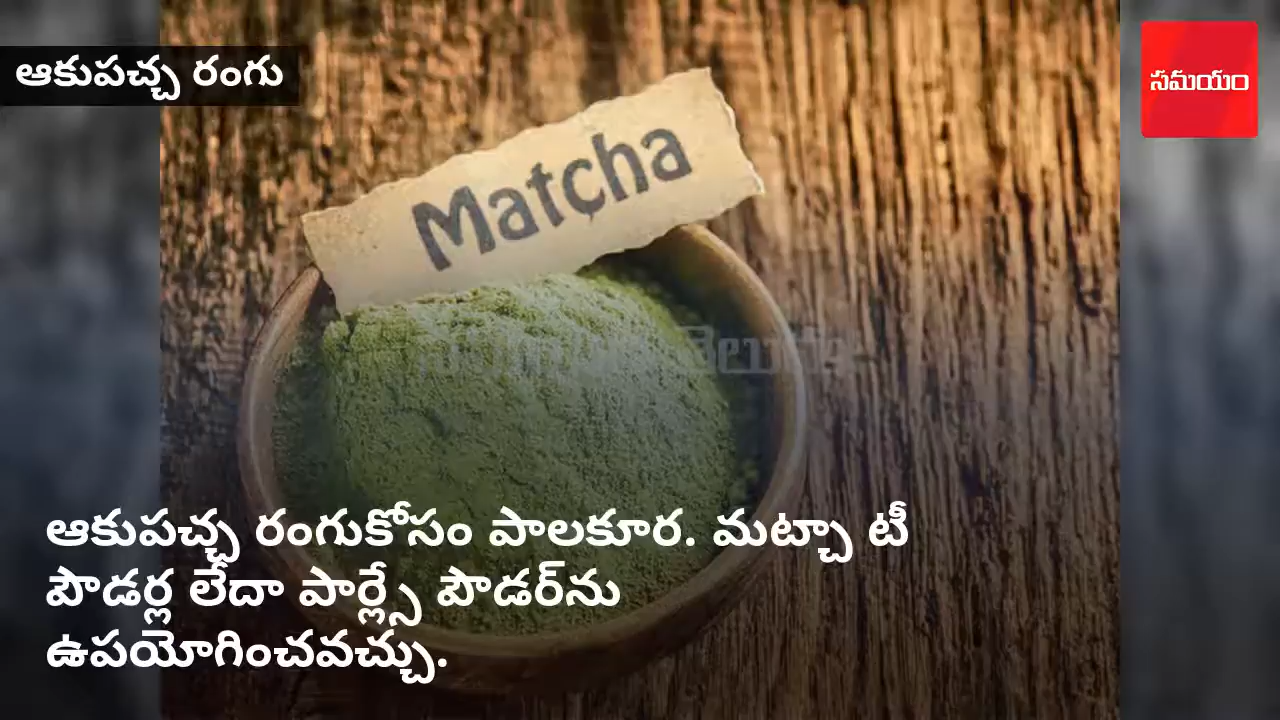 ఆకుపచ్చ రంగు
సమయం
Matcha
ఆకుపచ్ఛ రంగుకోసం పాలకూర. మట్చా టీ
పౌడర్ల లేదా పార్ల్సే పౌడర్‌ను
ఉపయోగించవచ్చు.